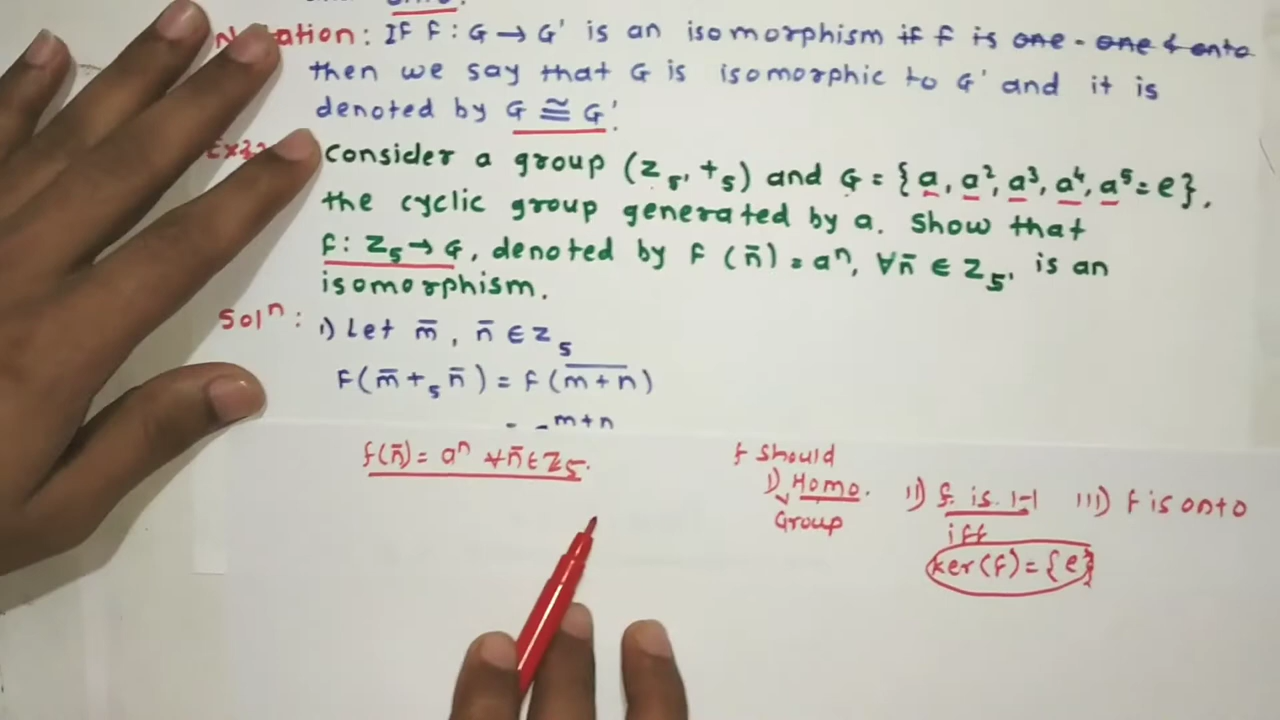 IF F : G → G' is an isomorphism if f is one - one & onto
then we say that G is isomorphic to G' and it is
denoted by G ≅ G'.
Consider a group (Z₅, +₅) and G = {a, a², a³, a⁴, a⁵ = e},
the cyclic group generated by a. Show that
f : Z₅ → G, denoted by f (n̄) = aⁿ, ∀n̄ ∈ Z₅, is an
isomorphism.
Solⁿ :
i) Let m̄ , n̄ ∈ Z₅
F(m̄ +₅ n̄) = f (m̅+̅n̅)
m+n
f(n̄) = aⁿ ∀n̄ ∈ Z₅.
f should
i) Homo. ii) f. is. 1-1 iii) f is onto
Group
iff
ker(f) = {e}